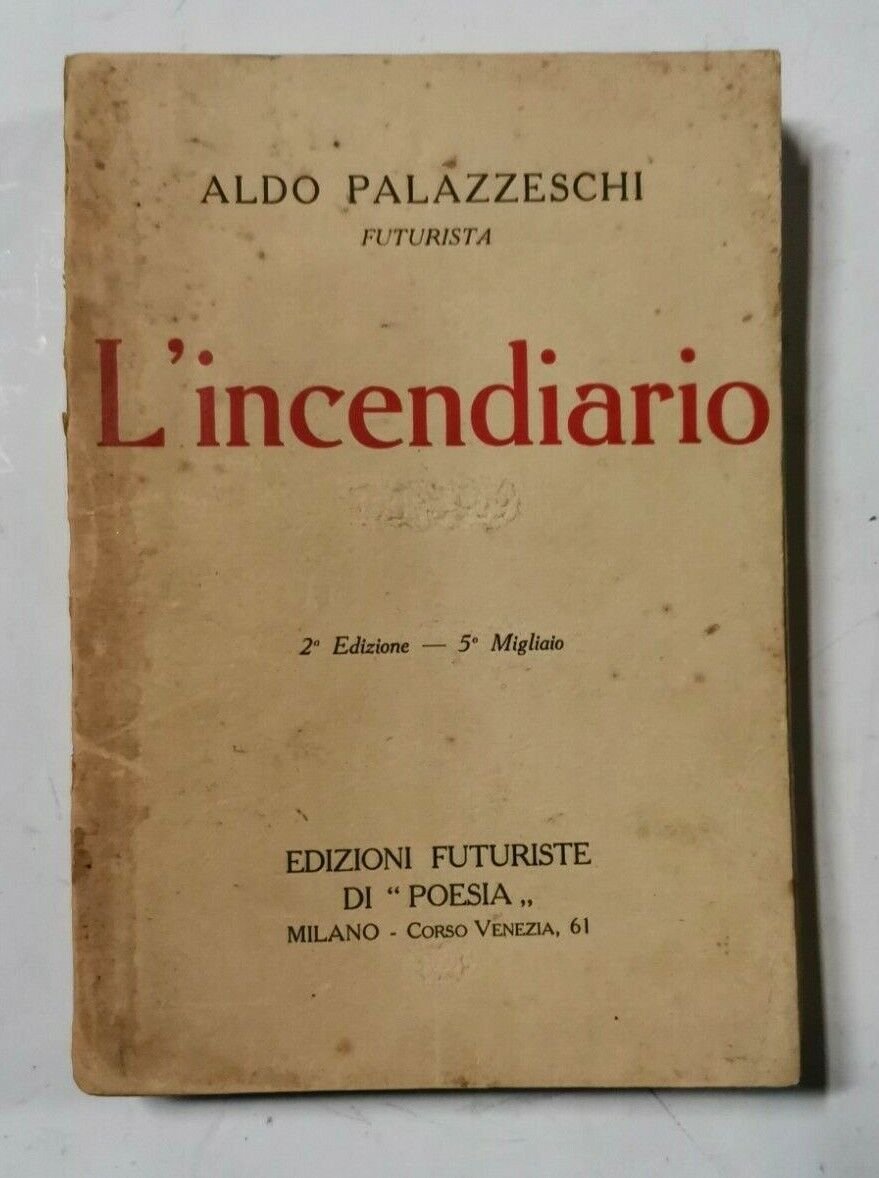 ALDO PALAZZESCHI
FUTURISTA
L'incendiario
2ª Edizione — 5º Migliaio
EDIZIONI FUTURISTE
DI “ POESIA „
MILANO - CORSO VENEZIA, 61